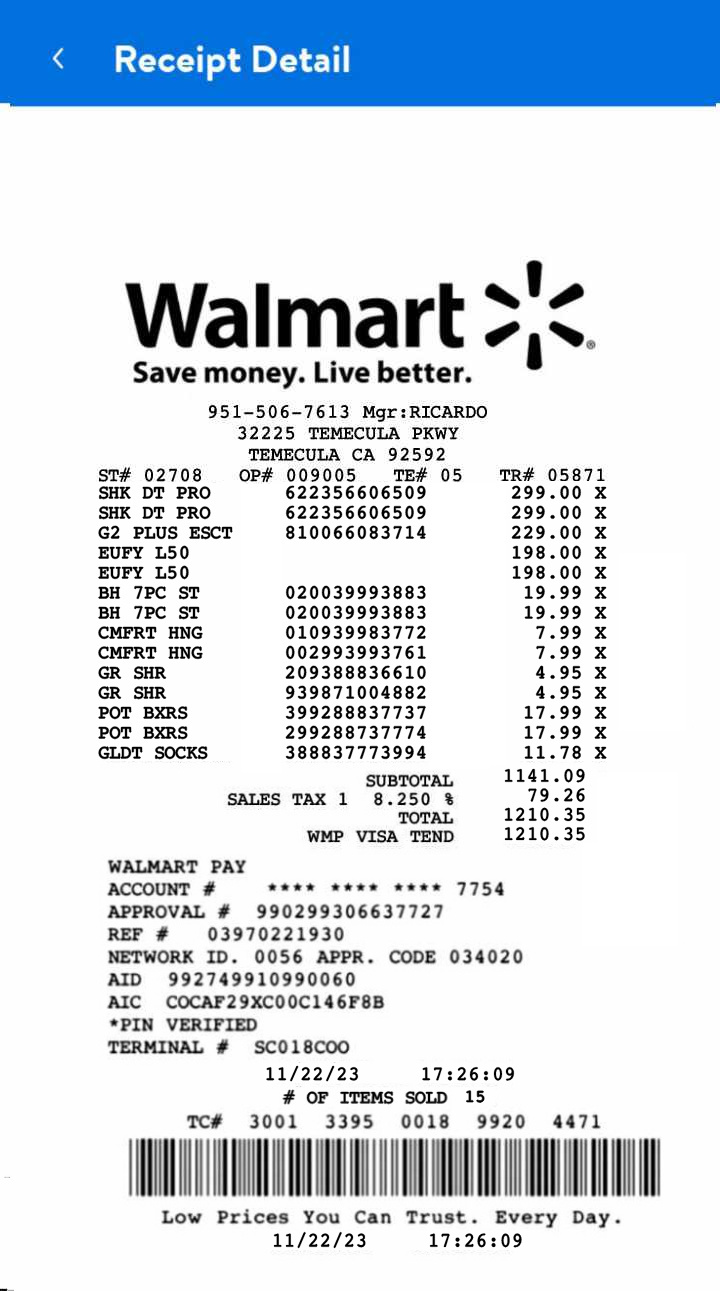 Receipt Detail
Walmart
Save money. Live better.
951-506-7613 Mgr:RICARDO
32225 TEMECULA PKWY
TEMECULA CA 92592
ST# 02708 OP# 009005 TE# 05 TR# 05871
SHK DT PRO 622356606509 299.00 X
SHK DT PRO 622356606509 299.00 X
G2 PLUS ESCT 810066083714 229.00 X
EUFY L50 198.00 X
EUFY L50 198.00 X
BH 7PC ST 020039993883 19.99 X
BH 7PC ST 020039993883 19.99 X
CMFRT HNG 010939983772 7.99 X
CMFRT HNG 002993993761 7.99 X
GR SHR 209388836610 4.95 X
GR SHR 939871004882 4.95 X
POT BXRS 399288837737 17.99 X
POT BXRS 299288737774 17.99 X
GLDT SOCKS 388837773994 11.78 X
SUBTOTAL 1141.09
SALES TAX 1 8.250 % 79.26
TOTAL 1210.35
WMP VISA TEND 1210.35
WALMART PAY
ACCOUNT # **** **** **** 7754
APPROVAL # 990299306637727
REF # 03970221930
NETWORK ID. 0056 APPR. CODE 034020
AID 992749910990060
AIC COCAF29XC00C146F8B
*PIN VERIFIED
TERMINAL # SC018COO
11/22/23 17:26:09
# OF ITEMS SOLD 15
TC# 3001 3395 0018 9920 4471
Low Prices You Can Trust. Every Day.
11/22/23 17:26:09